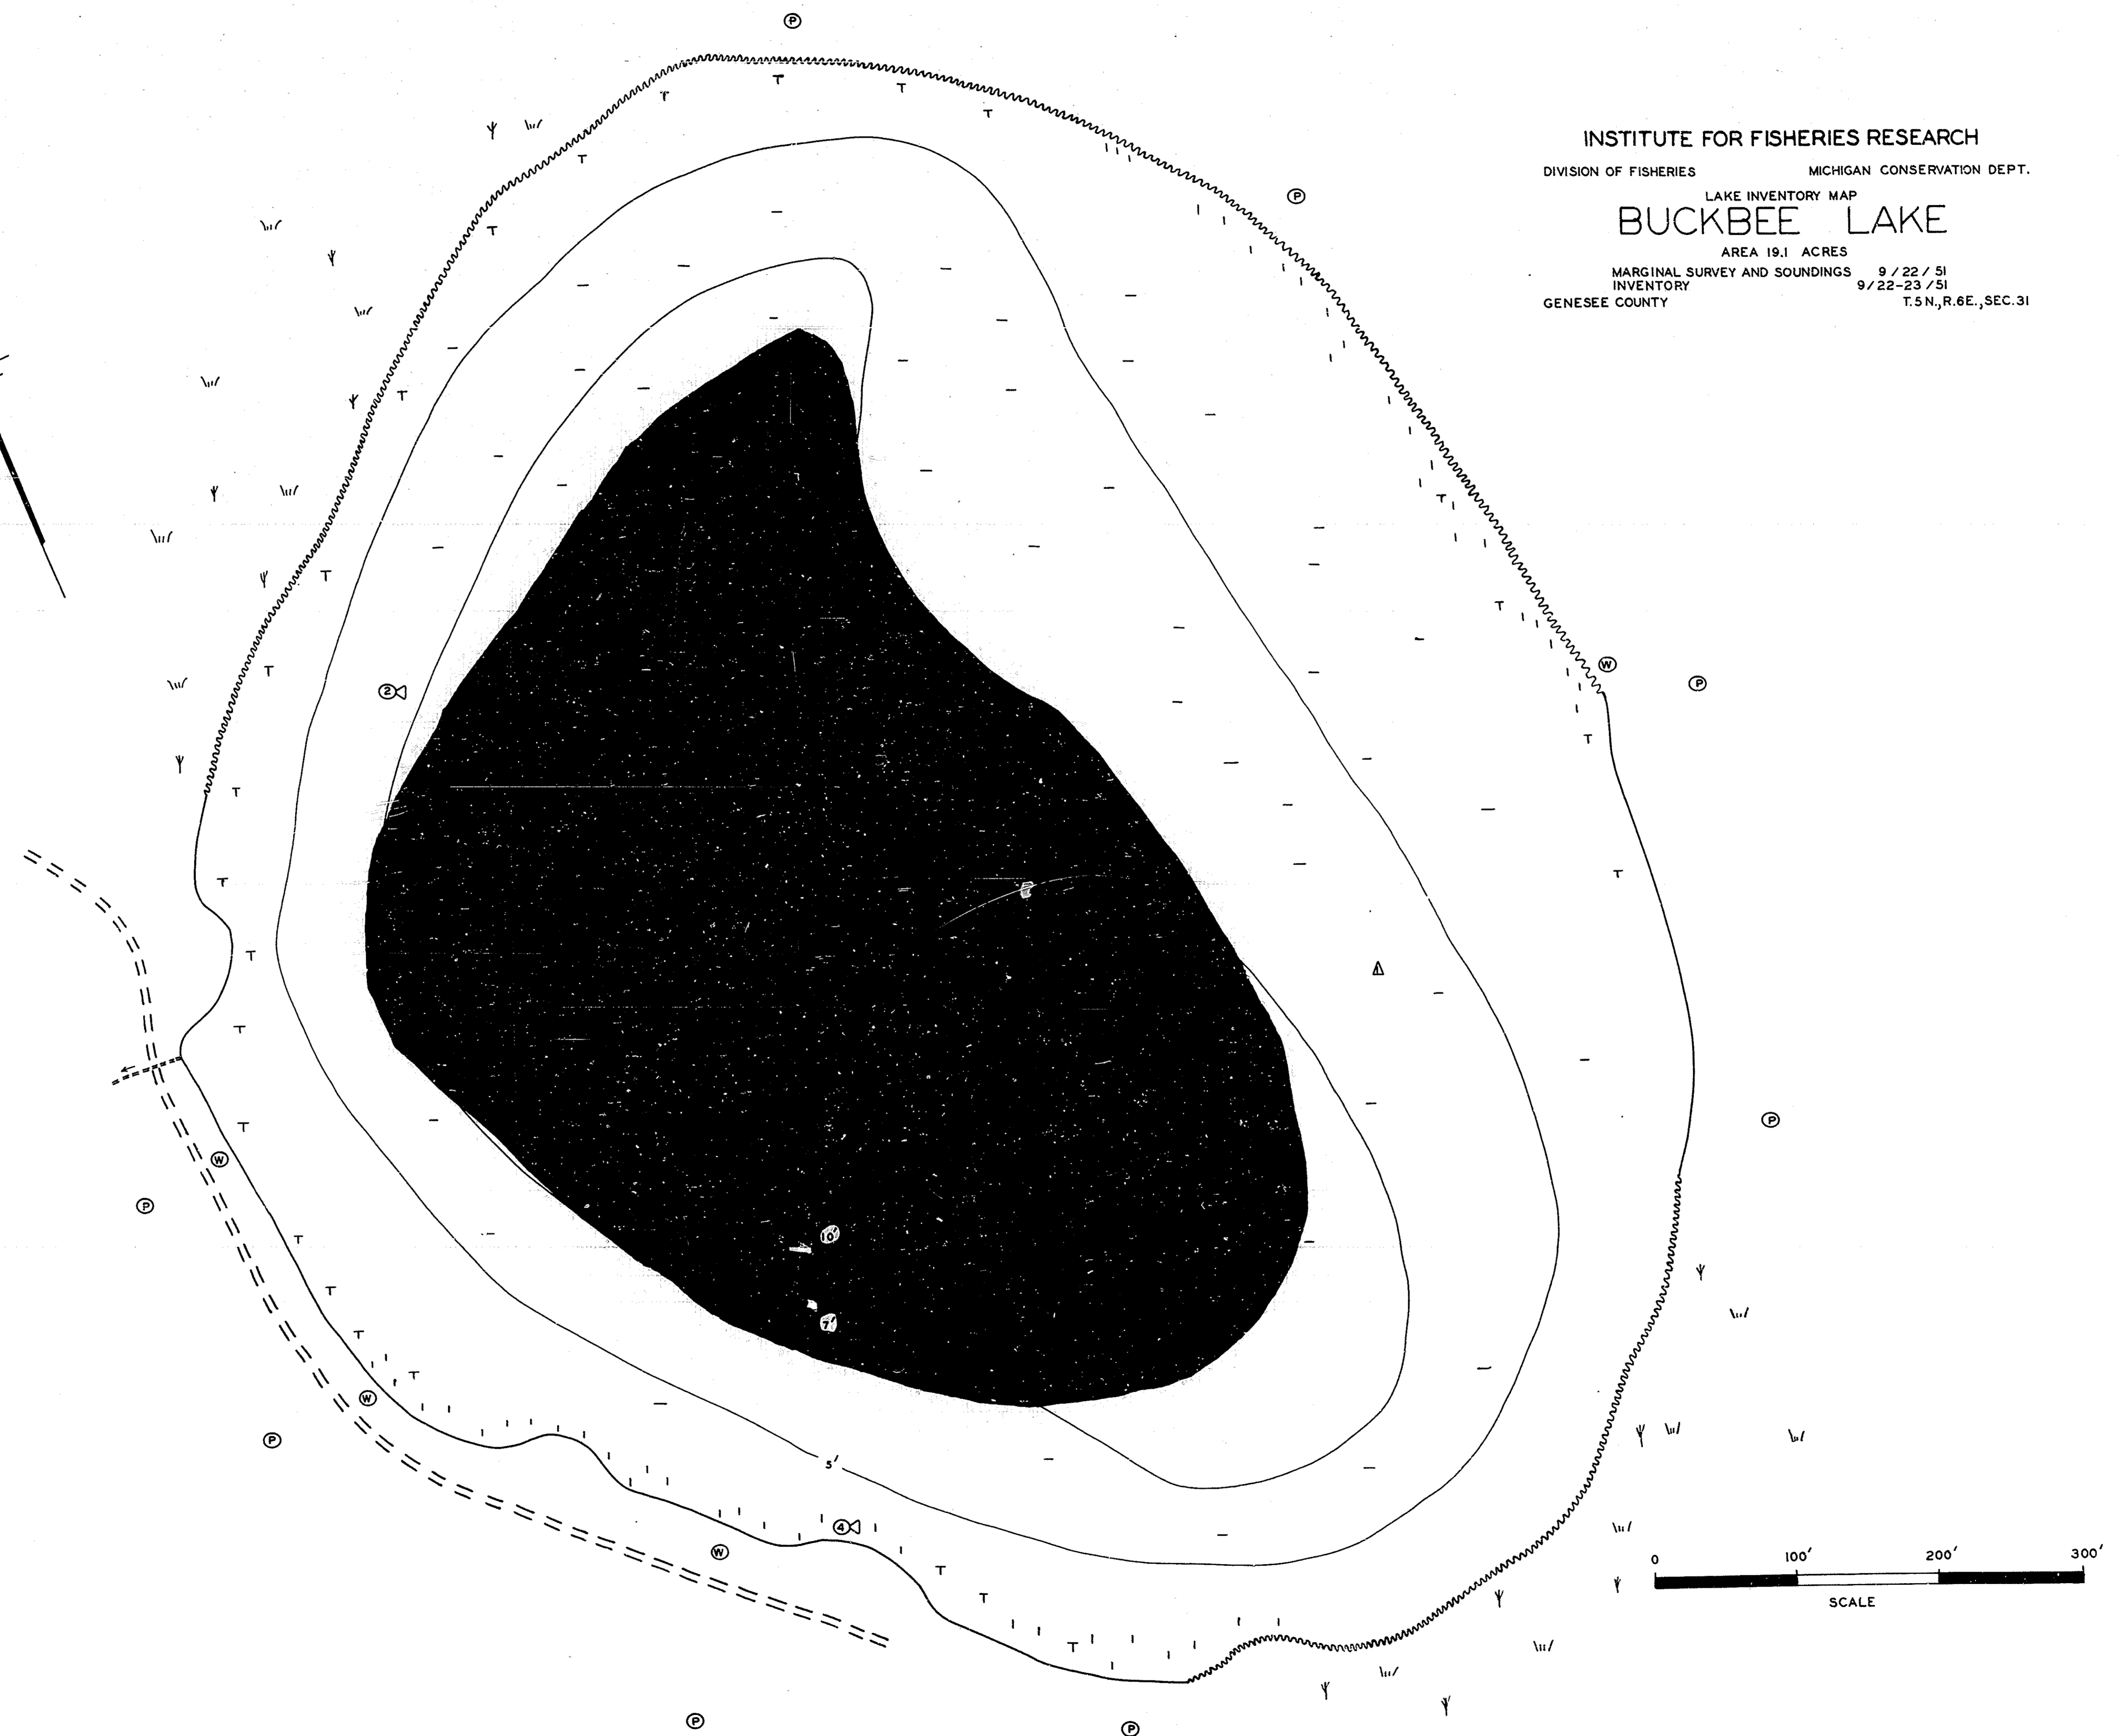 INSTITUTE FOR FISHERIES RESEARCH
DIVISION OF FISHERIES MICHIGAN CONSERVATION DEPT.
LAKE INVENTORY MAP
BUCKBEE LAKE
AREA 19.1 ACRES
MARGINAL SURVEY AND SOUNDINGS 9/22/51
INVENTORY 9/22-23/51
GENESEE COUNTY T.5N.,R.6E.,SEC.31
P
P
W
P
2
P
W
P
10'
7'
W
P
5'
4
W
0 100' 200' 300'
SCALE
P
P